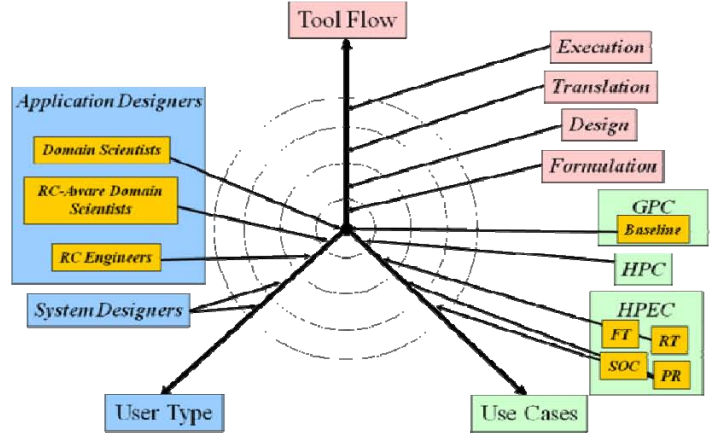 Tool Flow
Execution
Translation
Design
Formulation
Application Designers
Domain Scientists
RC-Aware Domain
Scientists
RC Engineers
System Designers
GPC
Baseline
HPC
HPEC
FT
RT
SOC
PR
User Type
Use Cases